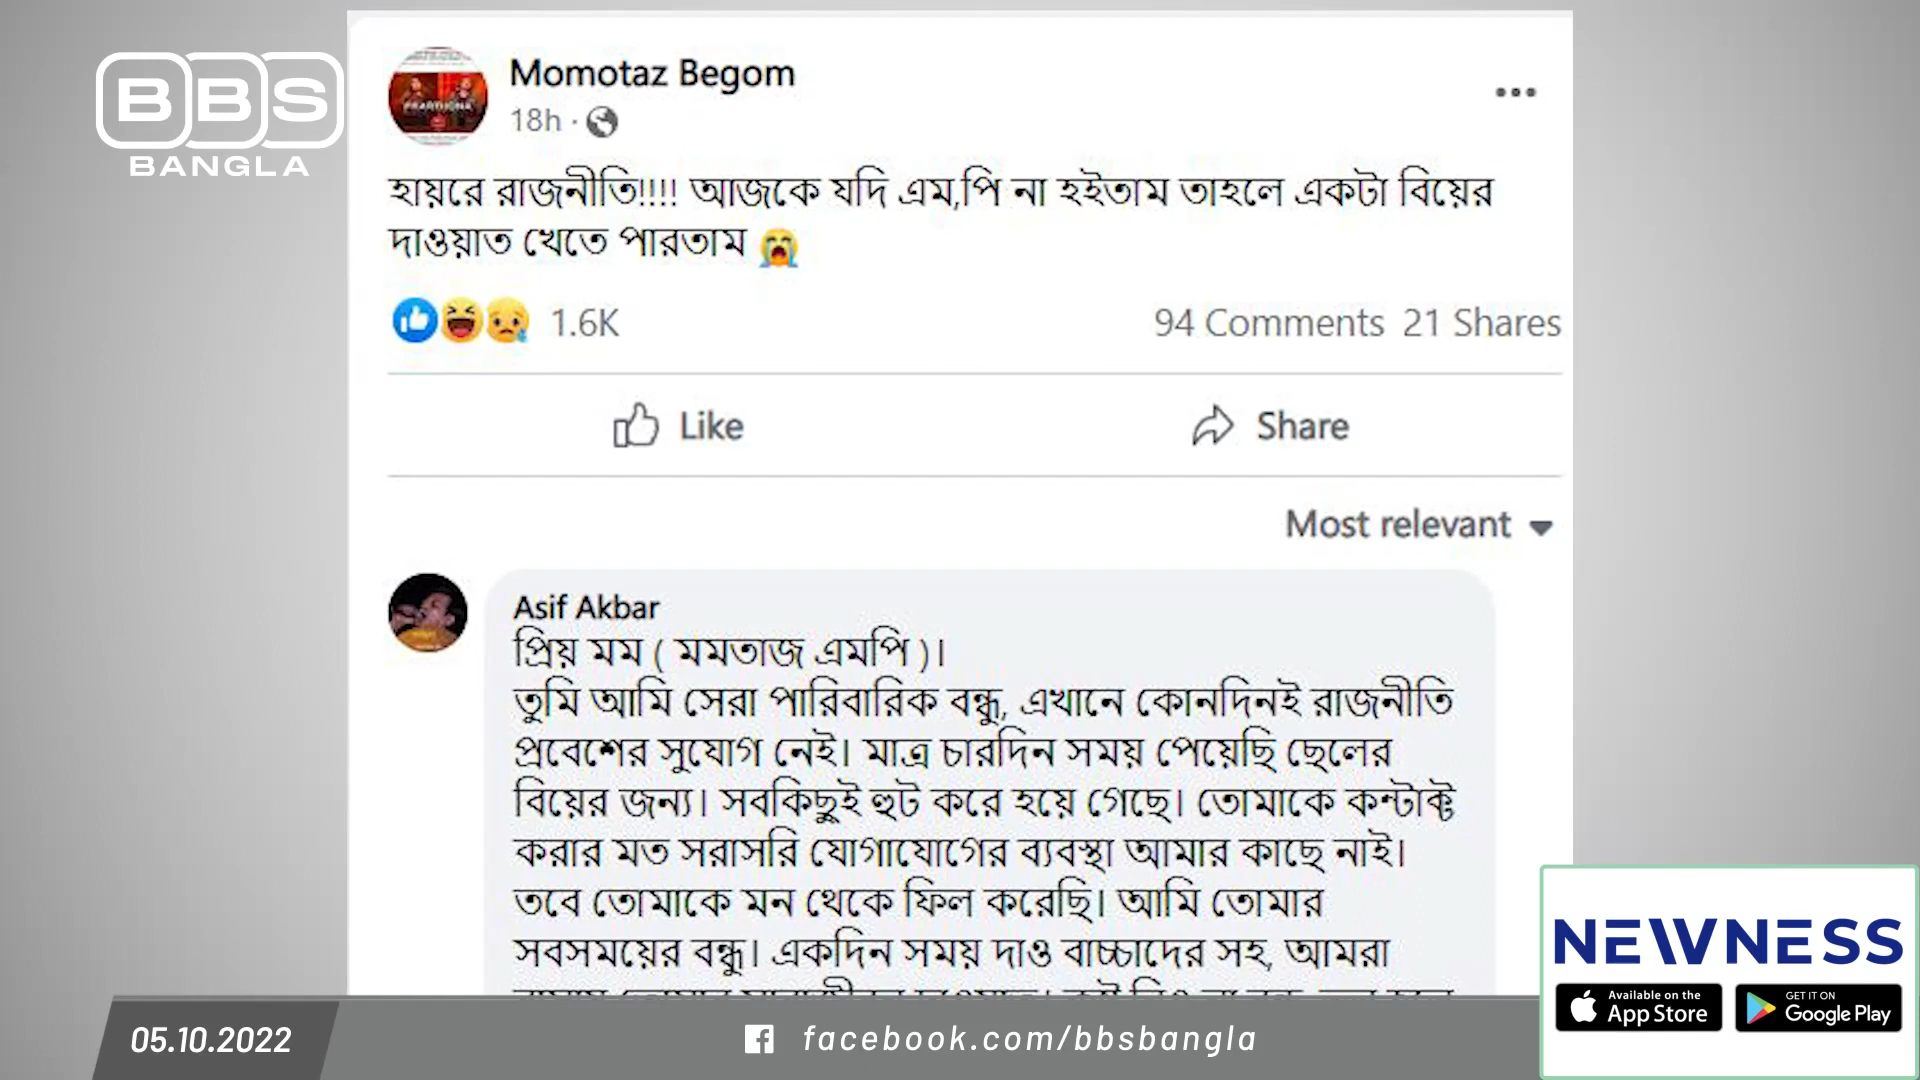 BBS
BANGLA
Momotaz Begom
18h ·
হায়রে রাজনীতি!!!! আজকে যদি এম,পি না হইতাম তাহলে একটা বিয়ের
দাওয়াত খেতে পারতাম 😭
1.6K
94 Comments 21 Shares
Like
Share
Most relevant
Asif Akbar
প্রিয় মম ( মমতাজ এমপি )।
তুমি আমি সেরা পারিবারিক বন্ধু, এখানে কোনদিনই রাজনীতি
প্রবেশের সুযোগ নেই। মাত্র চারদিন সময় পেয়েছি ছেলের
বিয়ের জন্য। সবকিছুই হুট করে হয়ে গেছে। তোমাকে কন্টাক্ট
করার মত সরাসরি যোগাযোগের ব্যবস্থা আমার কাছে নাই।
তবে তোমাকে মন থেকে ফিল করেছি। আমি তোমার
সবসময়ের বন্ধু। একদিন সময় দাও বাচ্চাদের সহ, আমরা
NEWNESS
Available on the
App Store
GET IT ON
Google Play
05.10.2022
facebook.com/bbsbangla